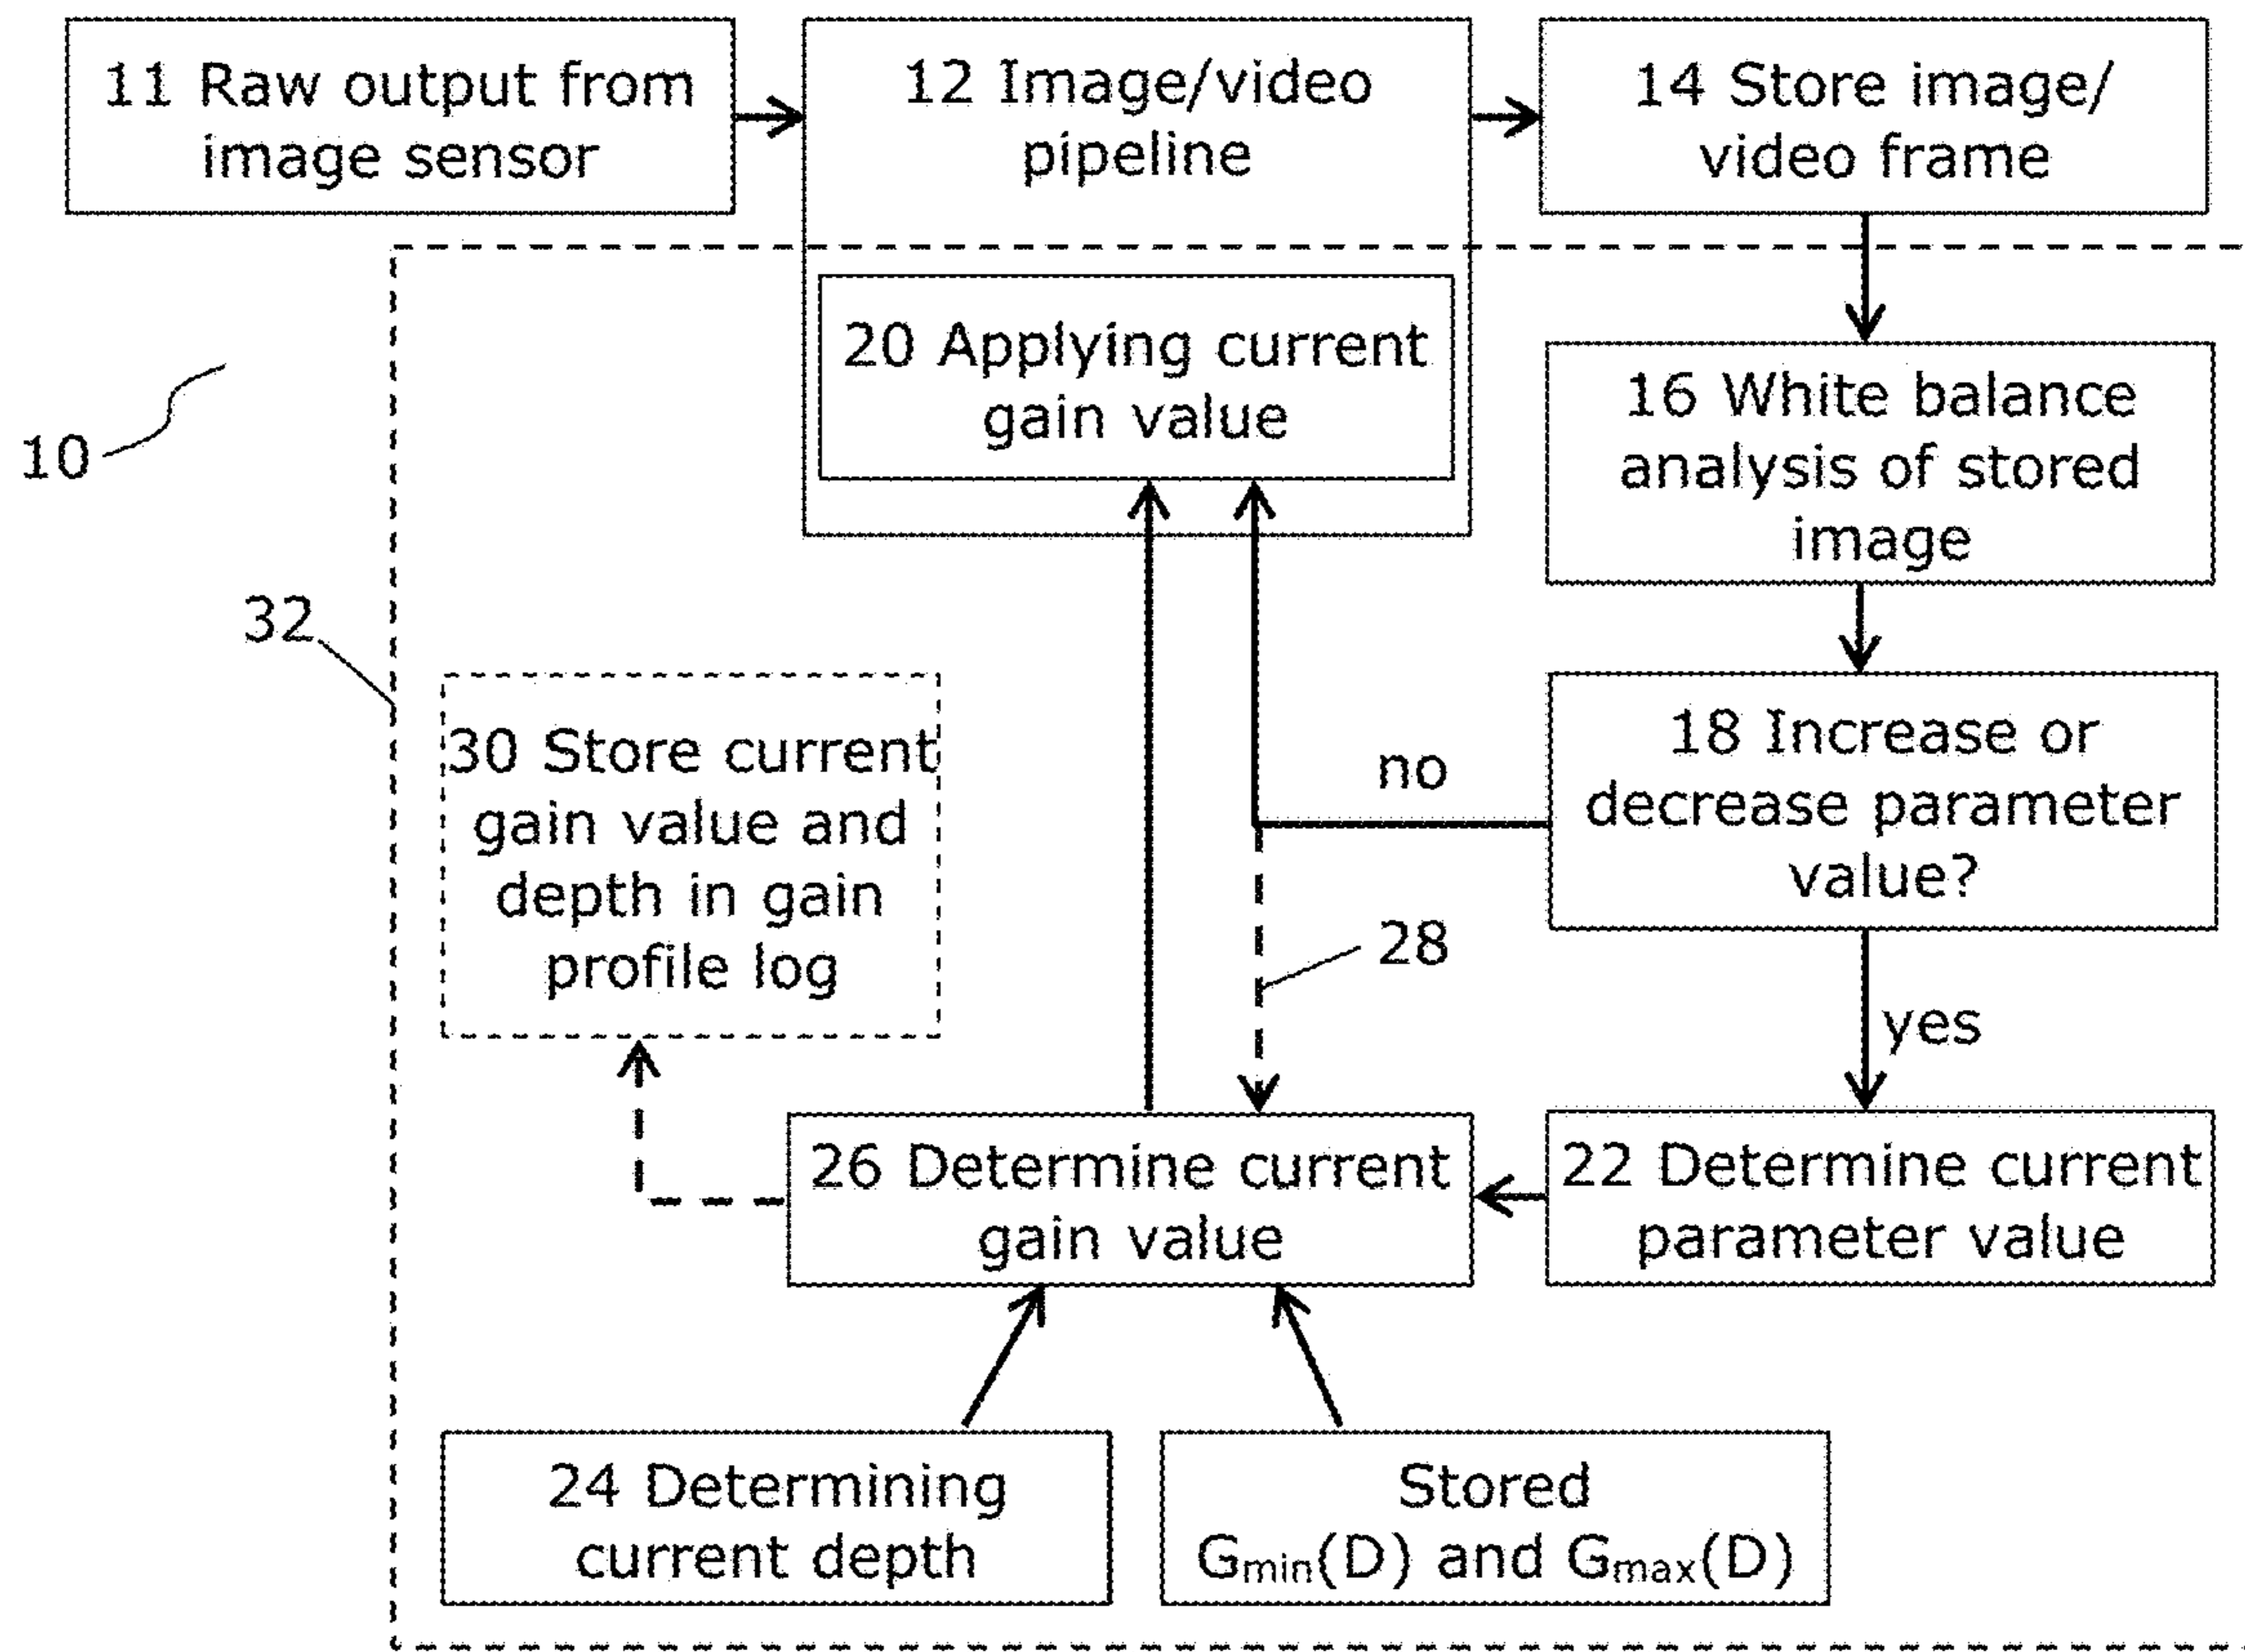 11 Raw output from
image sensor
12 Image/video
pipeline
14 Store image/
video frame
20 Applying current
gain value
10
16 White balance
analysis of stored
image
32
30 Store current
gain value and
depth in gain
profile log
no
18 Increase or
decrease parameter
value?
28
yes
26 Determine current
gain value
22 Determine current
parameter value
24 Determining
current depth
Stored
Gmin(D) and Gmax(D)